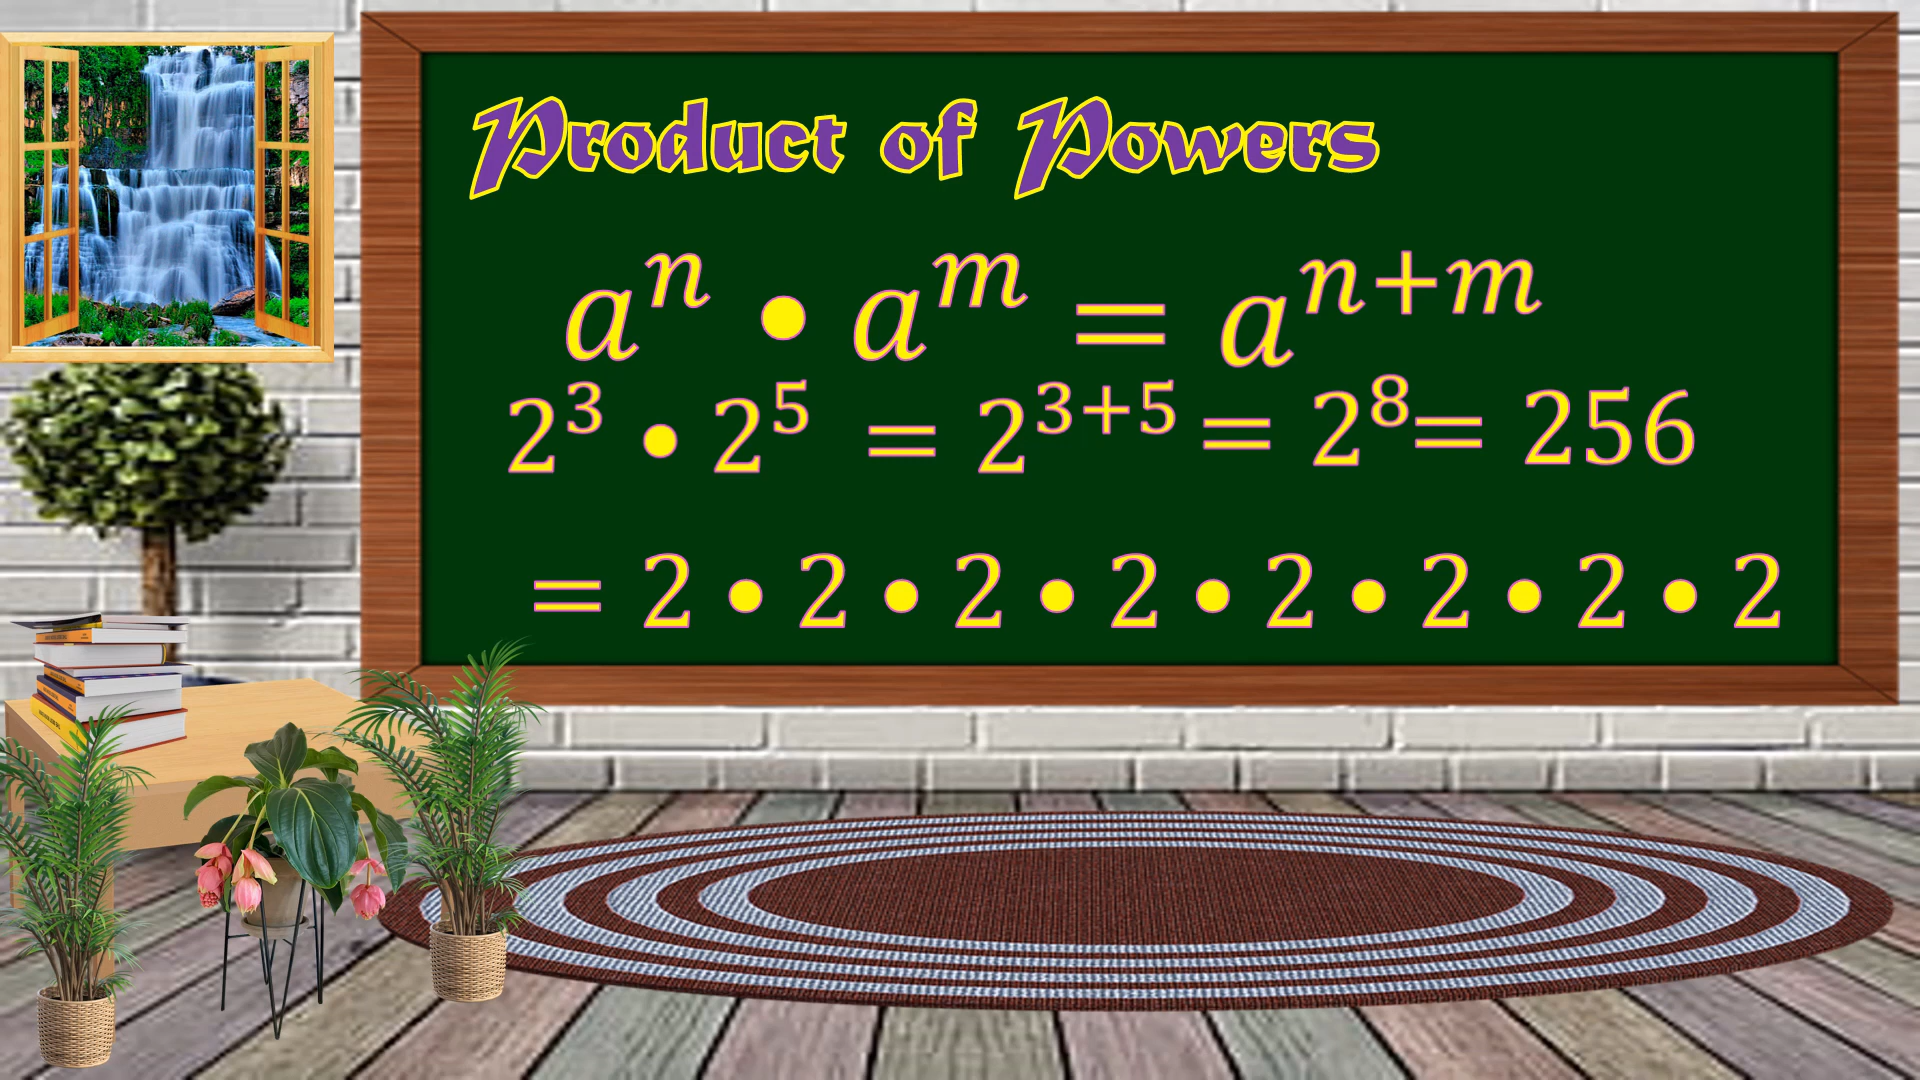 Product of Powers
aⁿ • aᵐ = aⁿ⁺ᵐ
2³ • 2⁵ = 2³⁺⁵ = 2⁸= 256
= 2 • 2 • 2 • 2 • 2 • 2 • 2 • 2